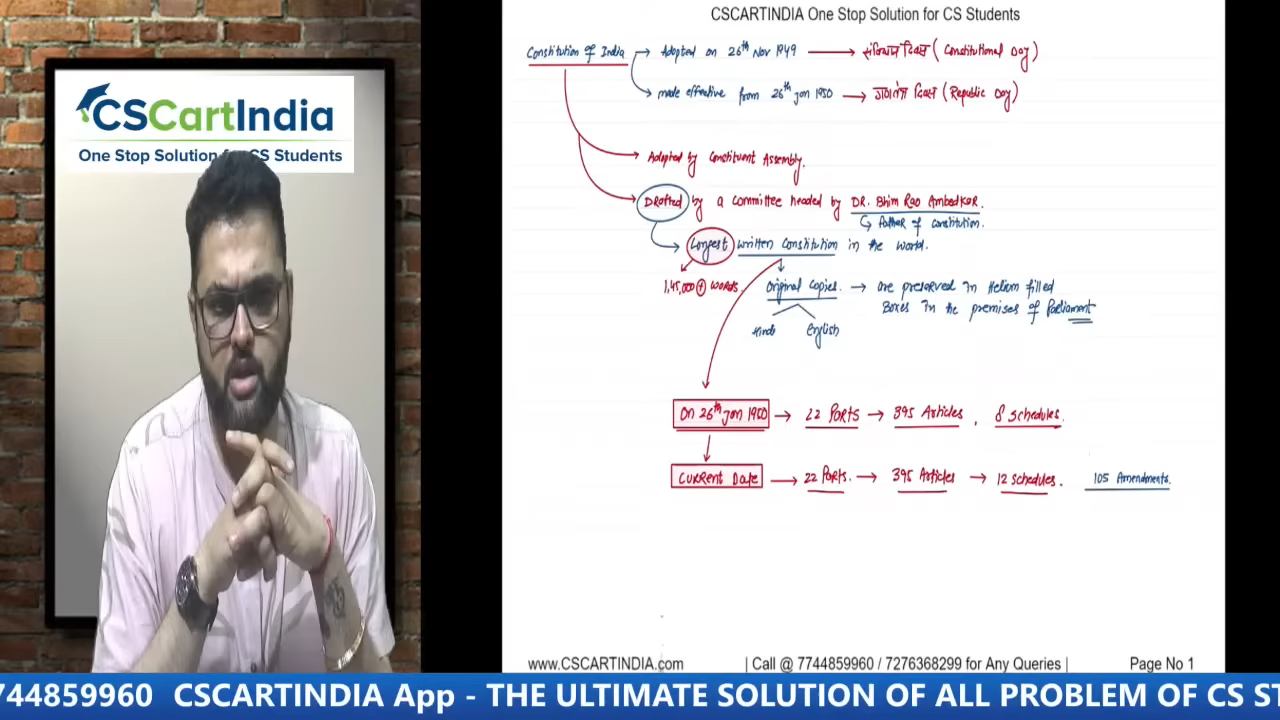 CSCARTINDIA One Stop Solution for CS Students
CSCartIndia
One Stop Solution for CS Students
Constitution of India → Adopted on 26th Nov 1949 → संविधान दिवस (Constitutional Day)
made effective from 26th Jan 1950 → गणतंत्र दिवस (Republic Day)
Adopted by Constituent Assembly.
Drafted by a committee headed by DR. Bhim Rao Ambedkar.
father of constitution.
Longest written Constitution in the world.
1,45,000 + words.
Original Copies. → are preserved in Helium filled
Boxes in the premises of Parliament
Hindi English
On 26th Jan 1950 → 22 Parts → 395 Articles , 8 schedules.
Current Date → 22 Parts. → 395 Articles → 12 schedules. 105 Amendments.
www.CSCARTINDIA.com | Call @ 7744859960 / 7276368299 for Any Queries | Page No 1
744859960 CSCARTINDIA App - THE ULTIMATE SOLUTION OF ALL PROBLEM OF CS ST